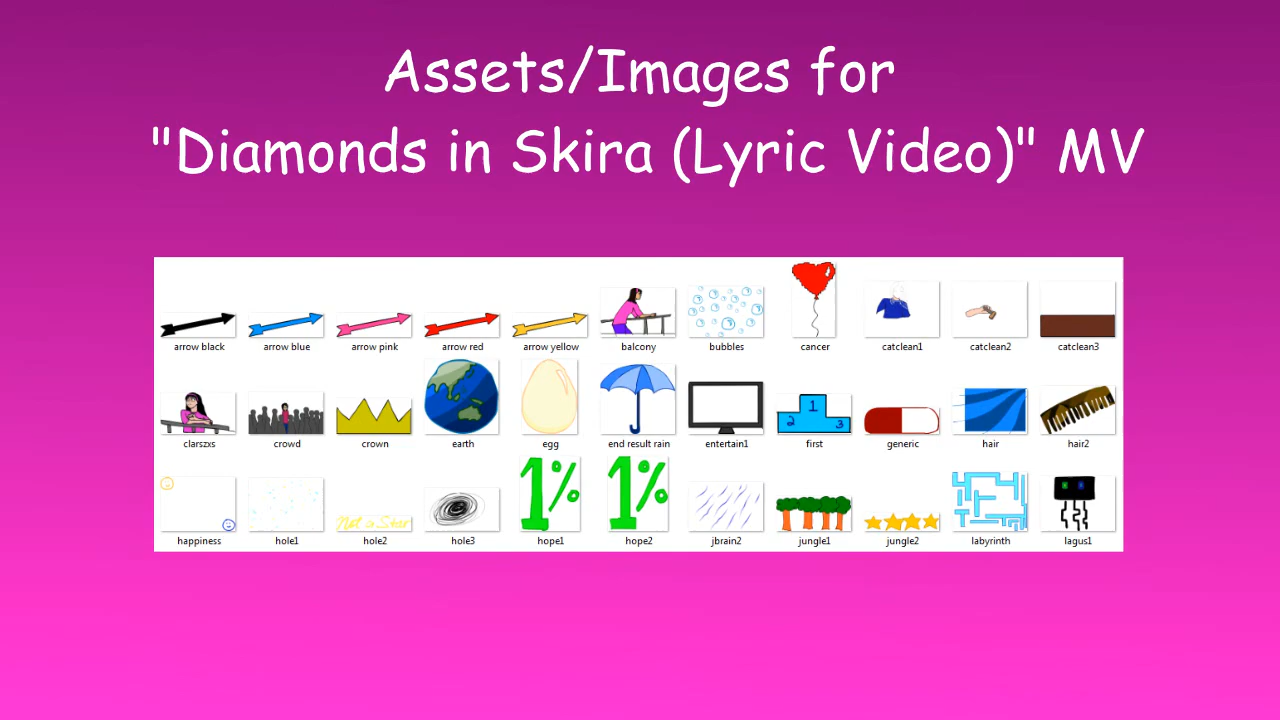 Assets/Images for
"Diamonds in Skira (Lyric Video)" MV
arrow black arrow blue arrow pink arrow red arrow yellow balcony bubbles cancer catclean1 catclean2 catclean3
1 2 3
clarszxs crowd crown earth egg end result rain entertain1 first generic hair hair2
Not a Star 1% 1%
happiness hole1 hole2 hole3 hope1 hope2 jbrain2 jungle1 jungle2 labyrinth lagus1